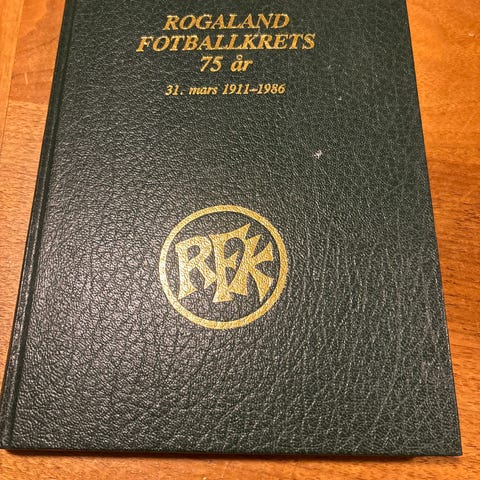 ROGALAND
FOTBALLKRETS
75 år
31. mars 1911–1986
RFK